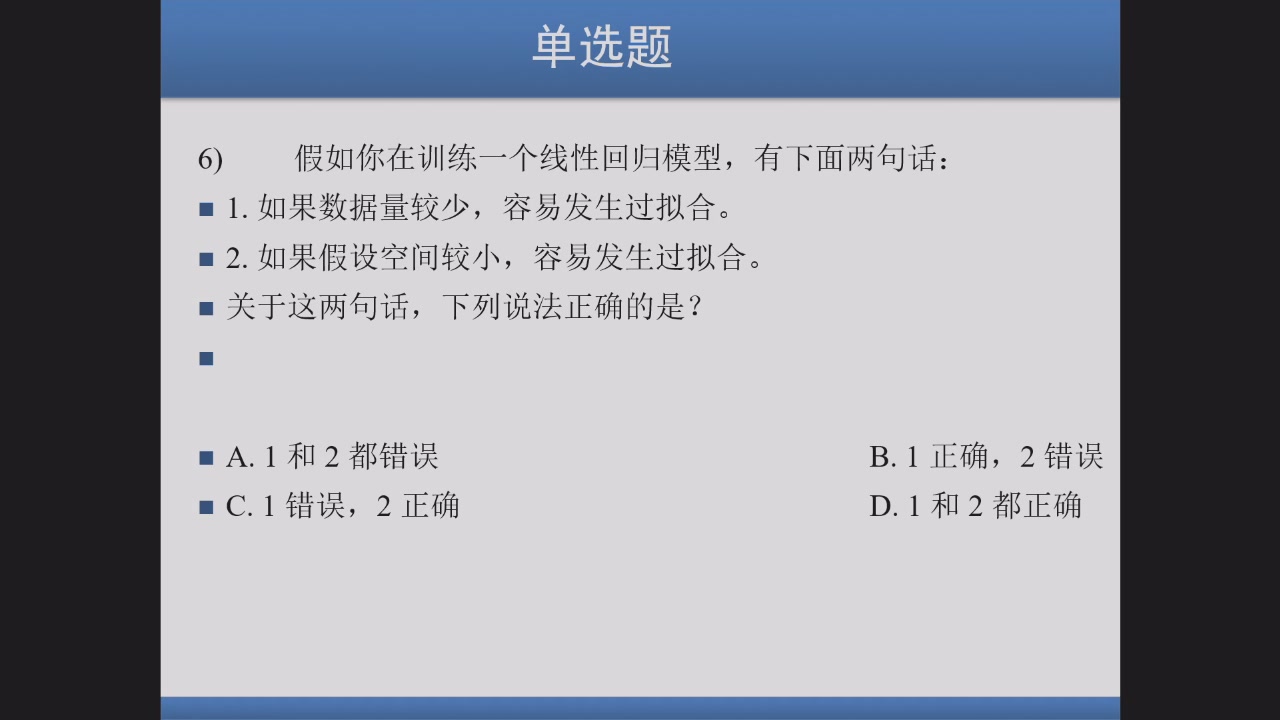 单选题
6) 假如你在训练一个线性回归模型，有下面两句话：
1. 如果数据量较少，容易发生过拟合。
2. 如果假设空间较小，容易发生过拟合。
关于这两句话，下列说法正确的是？
A. 1 和 2 都错误 B. 1 正确，2 错误
C. 1 错误，2 正确 D. 1 和 2 都正确